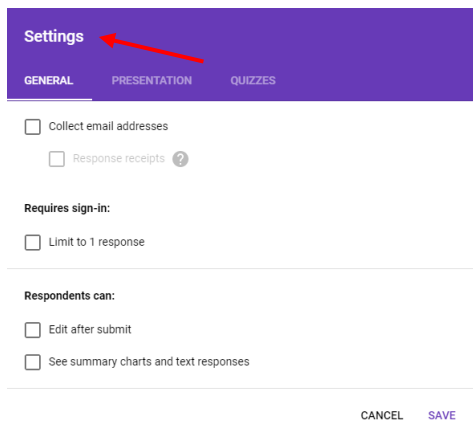 Settings
GENERAL PRESENTATION QUIZZES
Collect email addresses
Response receipts ?
Requires sign-in:
Limit to 1 response
Respondents can:
Edit after submit
See summary charts and text responses
CANCEL SAVE